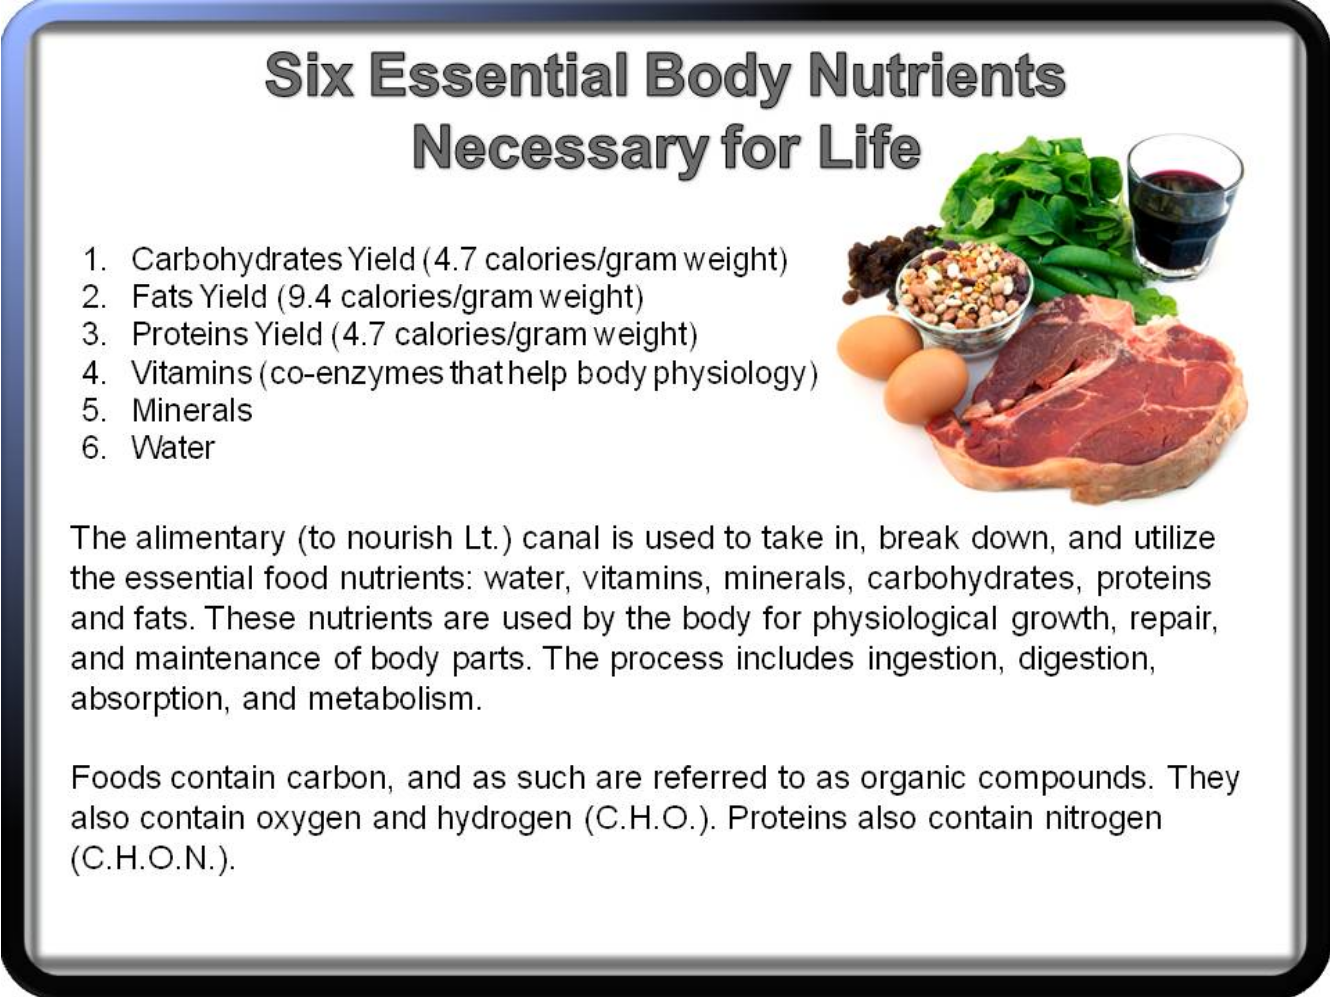 Six Essential Body Nutrients
Necessary for Life
1. Carbohydrates Yield (4.7 calories/gram weight)
2. Fats Yield (9.4 calories/gram weight)
3. Proteins Yield (4.7 calories/gram weight)
4. Vitamins (co-enzymes that help body physiology)
5. Minerals
6. Water
The alimentary (to nourish Lt.) canal is used to take in, break down, and utilize
the essential food nutrients: water, vitamins, minerals, carbohydrates, proteins
and fats. These nutrients are used by the body for physiological growth, repair,
and maintenance of body parts. The process includes ingestion, digestion,
absorption, and metabolism.
Foods contain carbon, and as such are referred to as organic compounds. They
also contain oxygen and hydrogen (C.H.O.). Proteins also contain nitrogen
(C.H.O.N.).